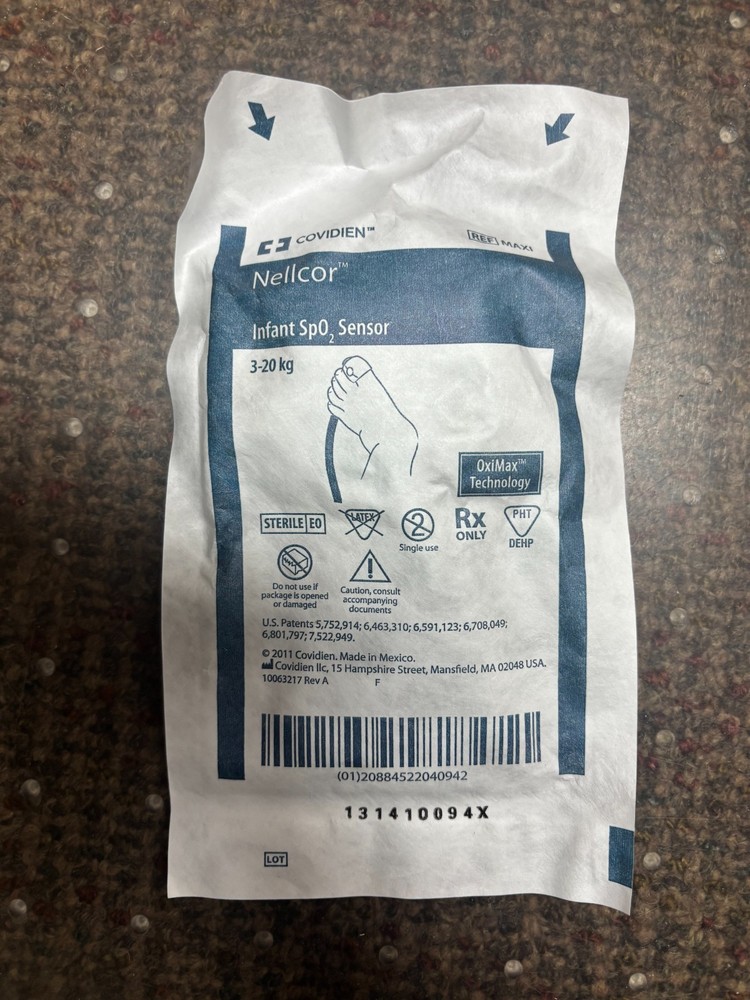 COVIDIEN™
REF MAXI
Nellcor™
Infant SpO₂ Sensor
3-20 kg
OxiMax™
Technology
STERILE EO
LATEX
2
Single use
Rx
ONLY
PHT
DEHP
Do not use if
package is opened
or damaged
!
Caution, consult
accompanying
documents
U.S. Patents 5,752,914; 6,463,310; 6,591,123; 6,708,049;
6,801,797; 7,522,949.
© 2011 Covidien. Made in Mexico.
Covidien llc, 15 Hampshire Street, Mansfield, MA 02048 USA.
10063217 Rev A F
(01)20884522040942
131410094X
LOT